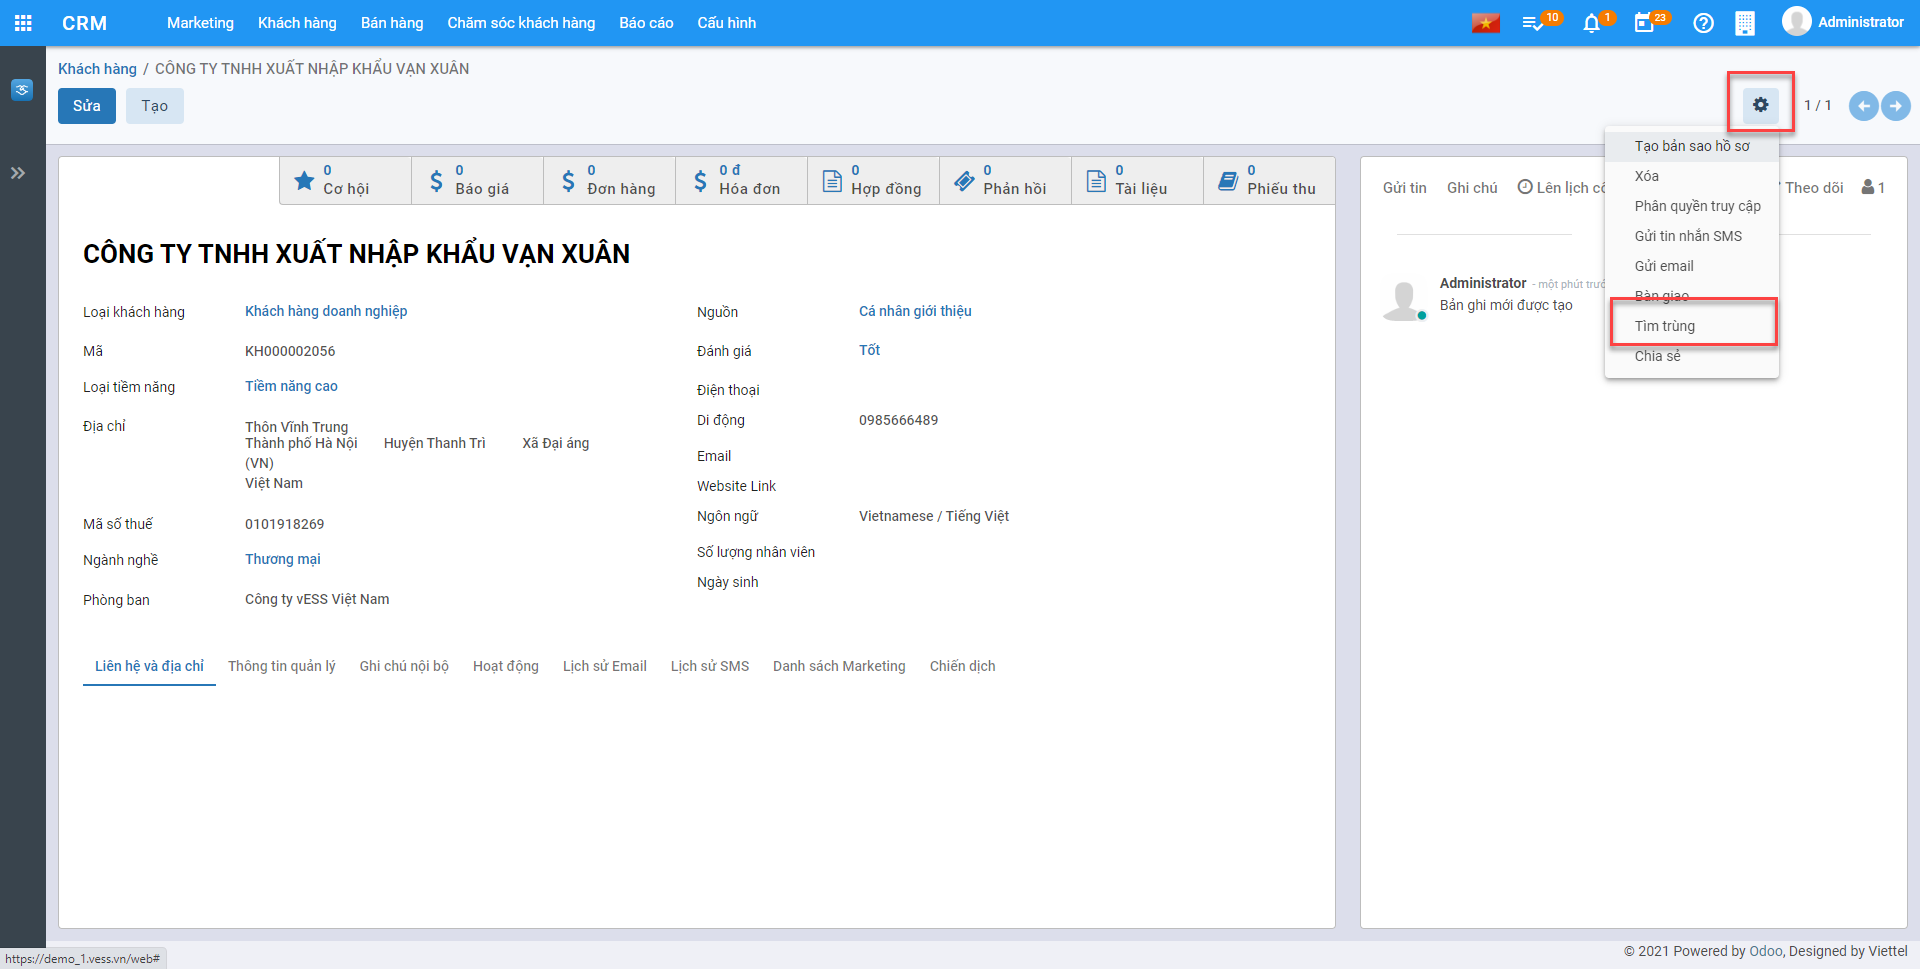 CRM Marketing Khách hàng Bán hàng Chăm sóc khách hàng Báo cáo Cấu hình 10 1 23 Administrator
Khách hàng / CÔNG TY TNHH XUẤT NHẬP KHẨU VẠN XUÂN
Sửa Tạo 1 / 1
Tạo bản sao hồ sơ
Xóa
Phân quyền truy cập
Gửi tin nhắn SMS
Gửi email
Bàn giao
Tìm trùng
Chia sẻ
0 Cơ hội
0 Báo giá
0 Đơn hàng
0 đ Hóa đơn
0 Hợp đồng
0 Phản hồi
0 Tài liệu
0 Phiếu thu
CÔNG TY TNHH XUẤT NHẬP KHẨU VẠN XUÂN
Loại khách hàng Khách hàng doanh nghiệp
Mã KH000002056
Loại tiềm năng Tiềm năng cao
Địa chỉ Thôn Vĩnh Trung
Thành phố Hà Nội Huyện Thanh Trì Xã Đại áng
(VN)
Việt Nam
Mã số thuế 0101918269
Ngành nghề Thương mại
Phòng ban Công ty vESS Việt Nam
Nguồn Cá nhân giới thiệu
Đánh giá Tốt
Điện thoại
Di động 0985666489
Email
Website Link
Ngôn ngữ Vietnamese / Tiếng Việt
Số lượng nhân viên
Ngày sinh
Liên hệ và địa chỉ Thông tin quản lý Ghi chú nội bộ Hoạt động Lịch sử Email Lịch sử SMS Danh sách Marketing Chiến dịch
Gửi tin Ghi chú Lên lịch Theo dõi 1
Administrator - một phút trước
Bản ghi mới được tạo
https://demo_1.vess.vn/web#
© 2021 Powered by Odoo, Designed by Viettel